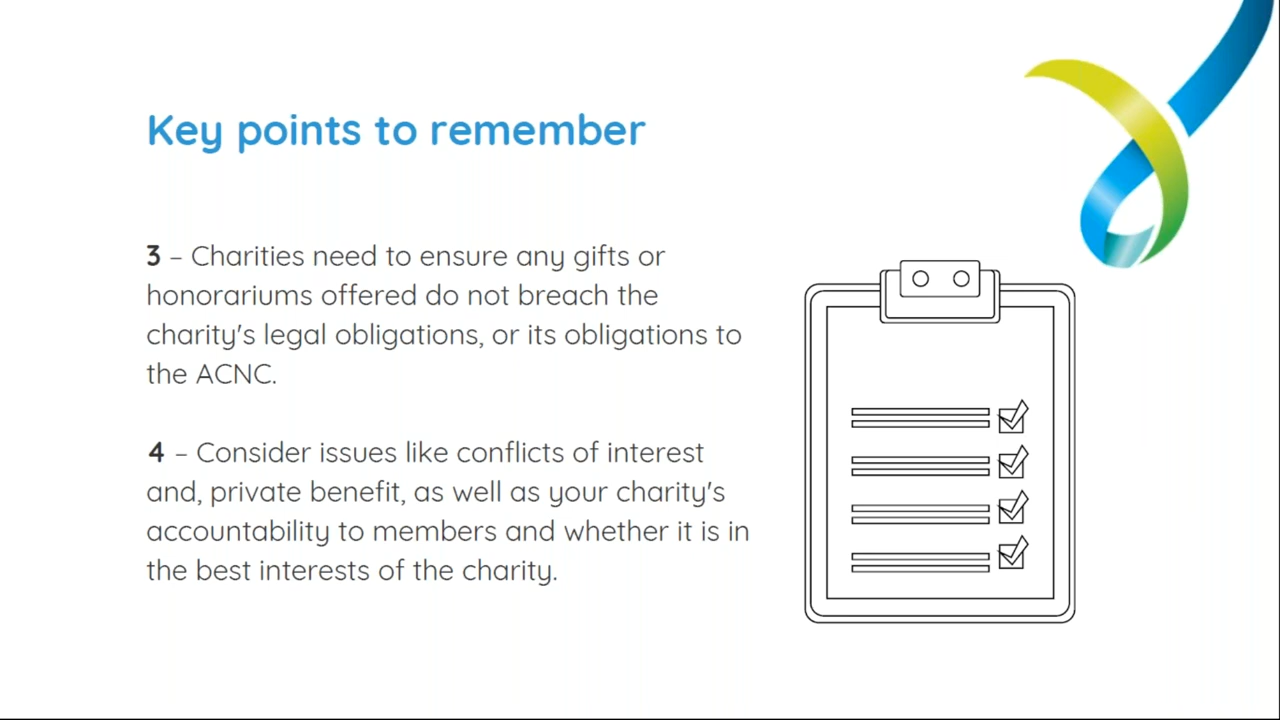 Key points to remember
3 – Charities need to ensure any gifts or
honorariums offered do not breach the
charity's legal obligations, or its obligations to
the ACNC.
4 – Consider issues like conflicts of interest
and, private benefit, as well as your charity's
accountability to members and whether it is in
the best interests of the charity.